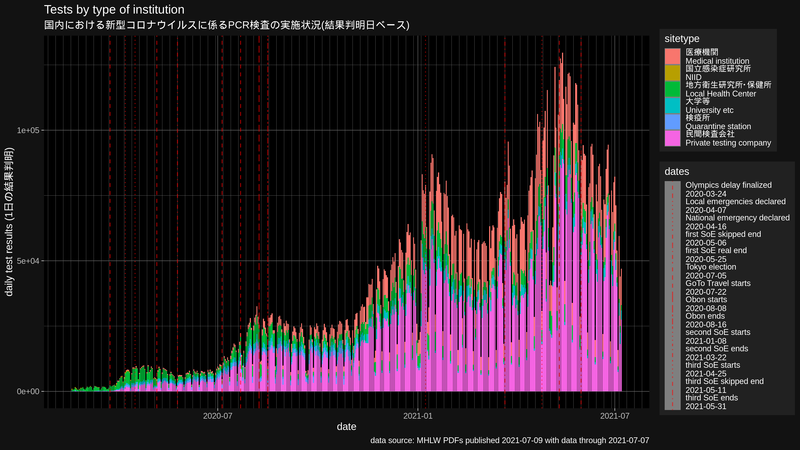 Tests by type of institution
国内における新型コロナウイルスに係るPCR検査の実施状況(結果判明日ベース)
daily test results (1日の結果判明)
1e+05
5e+04
0e+00
2020-07
2021-01
2021-07
date
data source: MHLW PDFs published 2021-07-09 with data through 2021-07-07
sitetype
医療機関
Medical institution
国立感染症研究所
NIID
地方衛生研究所・保健所
Local Health Center
大学等
University etc
検疫所
Quarantine station
民間検査会社
Private testing company
dates
Olympics delay finalized
2020-03-24
Local emergencies declared
2020-04-07
National emergency declared
2020-04-16
first SoE skipped end
2020-05-06
first SoE real end
2020-05-25
Tokyo election
2020-07-05
GoTo Travel starts
2020-07-22
Obon starts
2020-08-08
Obon ends
2020-08-16
second SoE starts
2021-01-08
second SoE ends
2021-03-22
third SoE starts
2021-04-25
third SoE skipped end
2021-05-11
third SoE ends
2021-05-31